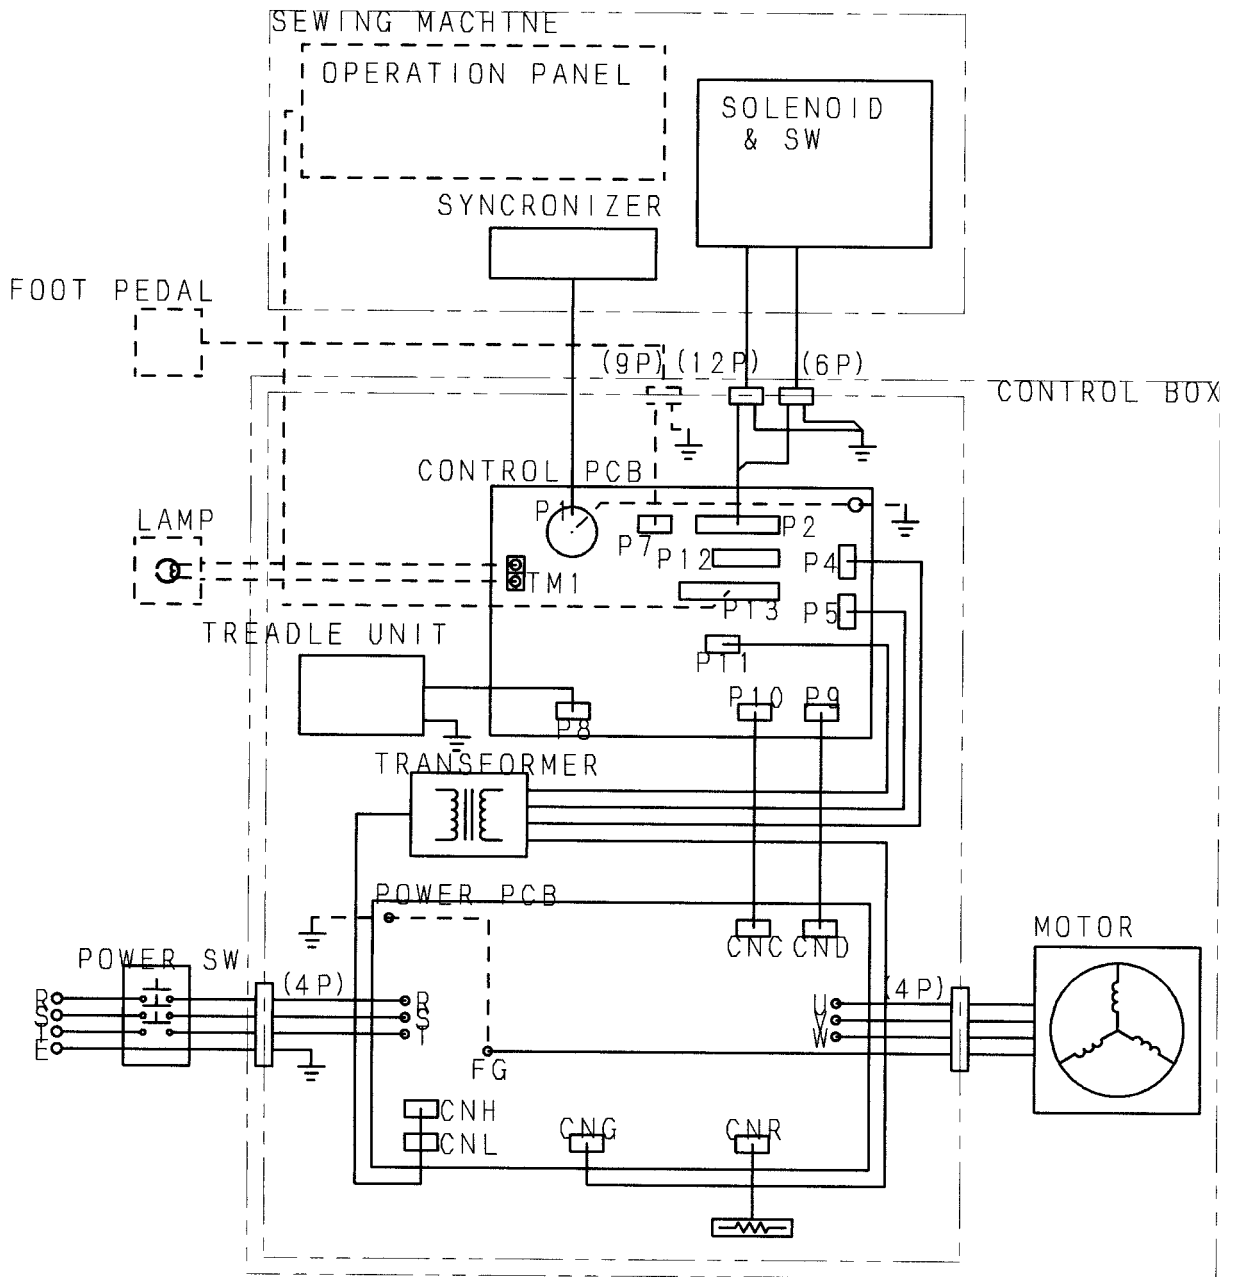 SEWING MACHINE
OPERATION PANEL
SOLENOID
& SW
SYNCRONIZER
FOOT PEDAL
(9P) (12P) (6P)
CONTROL BOX
CONTROL PCB
P1
LAMP
P7
P2
P12
P4
TM1
P13
P5
TREADLE UNIT
P11
P10
P9
P8
TRANSFORMER
POWER PCB
CNC
CND
MOTOR
POWER SW
(4P)
(4P)
R
S
T
E
R
S
T
U
V
W
FG
CNH
CNL
CNG
CNR